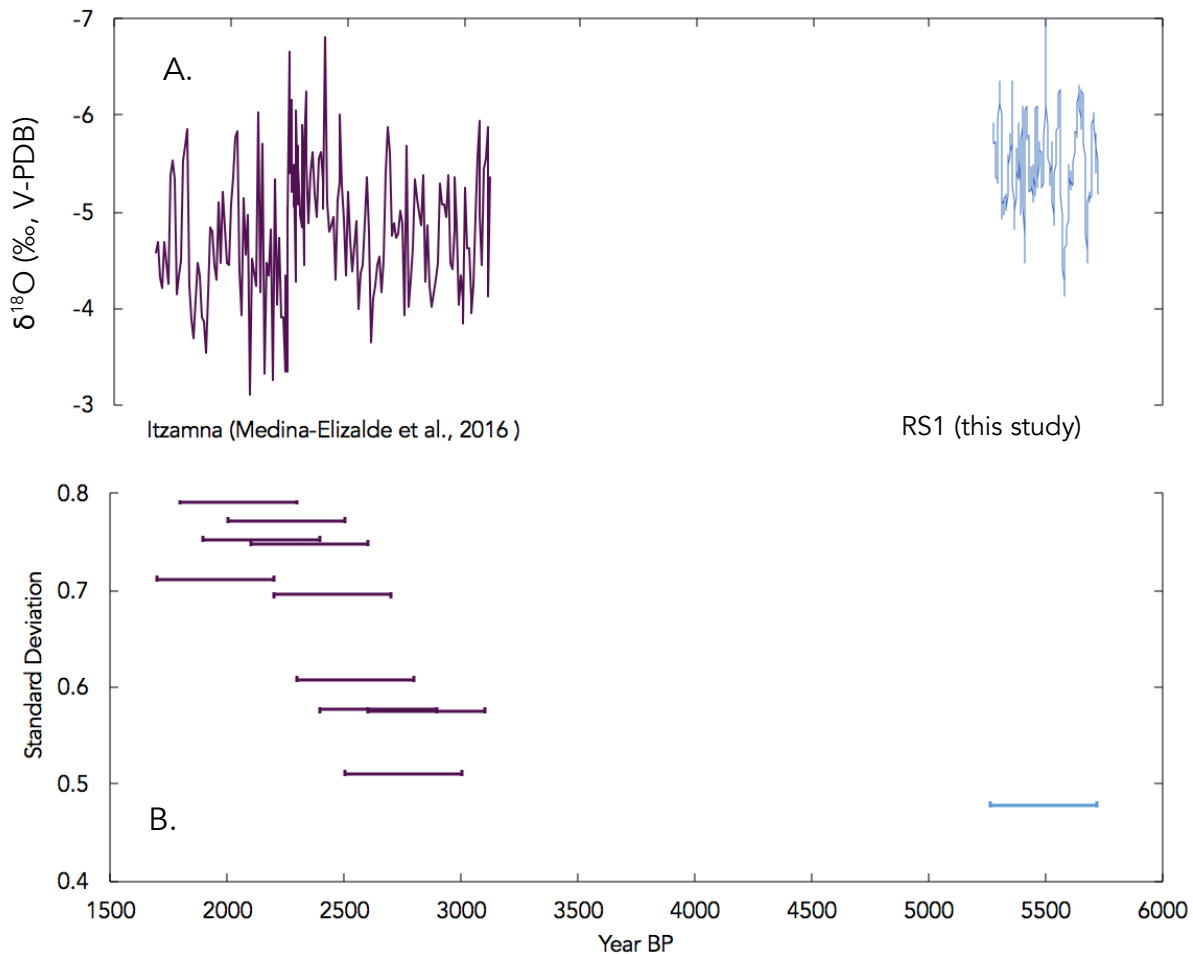 -7
A.
-6
-5
-4
-3
δ¹⁸O (‰, V-PDB)
Itzamna (Medina-Elizalde et al., 2016 )
RS1 (this study)
0.8
0.7
0.6
0.5
0.4
Standard Deviation
B.
1500 2000 2500 3000 3500 4000 4500 5000 5500 6000
Year BP